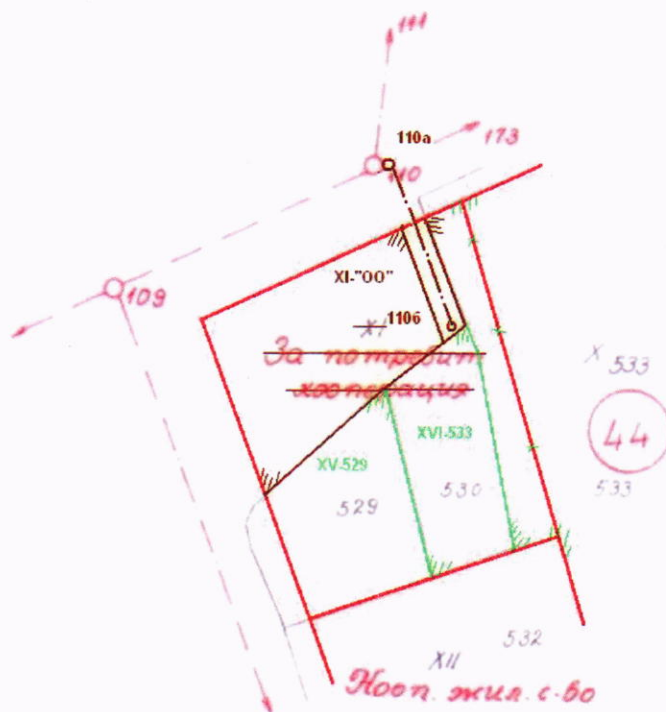 111
110а
173
110
109
XI-"ОО"
110б
XI
За потребит.
кооперация
X 533
44
533
XVI-533
XV-529
529
530
532
XII
Кооп. жил. с-во